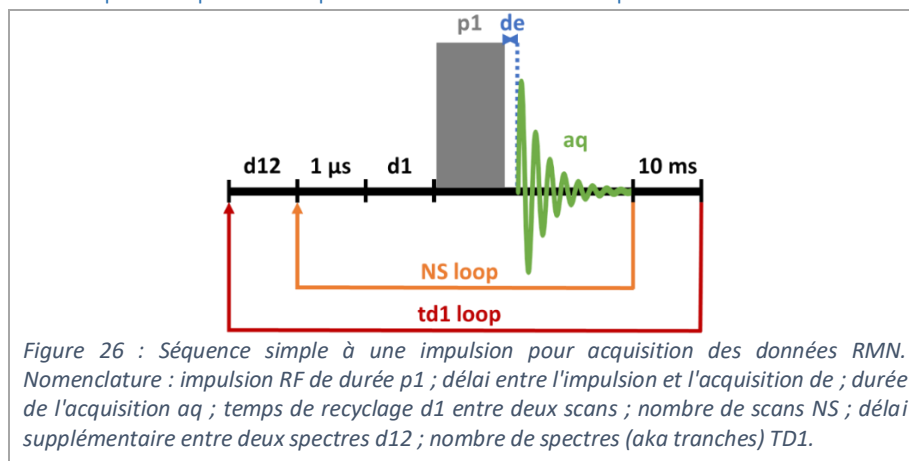 p1 de
aq
d12 1 µs d1 10 ms
NS loop
td1 loop
Figure 26 : Séquence simple à une impulsion pour acquisition des données RMN.
Nomenclature : impulsion RF de durée p1 ; délai entre l'impulsion et l'acquisition de ; durée
de l'acquisition aq ; temps de recyclage d1 entre deux scans ; nombre de scans NS ; délai
supplémentaire entre deux spectres d12 ; nombre de spectres (aka tranches) TD1.